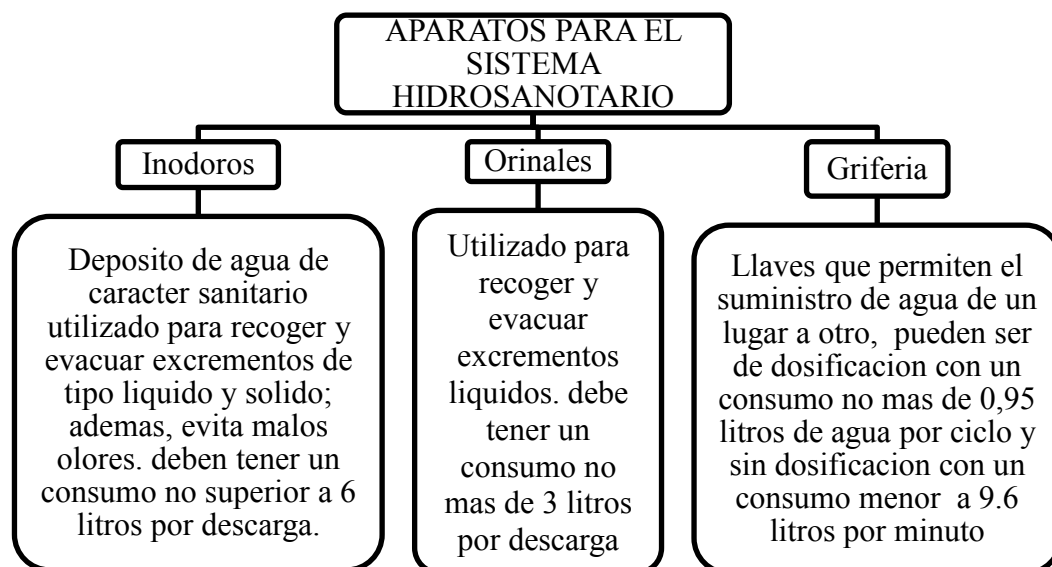 APARATOS PARA EL
SISTEMA
HIDROSANOTARIO
Inodoros
Deposito de agua de
caracter sanitario
utilizado para recoger y
evacuar excrementos de
tipo liquido y solido;
ademas, evita malos
olores. deben tener un
consumo no superior a 6
litros por descarga.
Orinales
Utilizado para
recoger y
evacuar
excrementos
liquidos. debe
tener un
consumo no
mas de 3 litros
por descarga
Griferia
Llaves que permiten el
suministro de agua de un
lugar a otro,  pueden ser
de dosificacion con un
consumo no mas de 0,95
litros de agua por ciclo y
sin dosificacion con un
consumo menor  a 9.6
litros por minuto